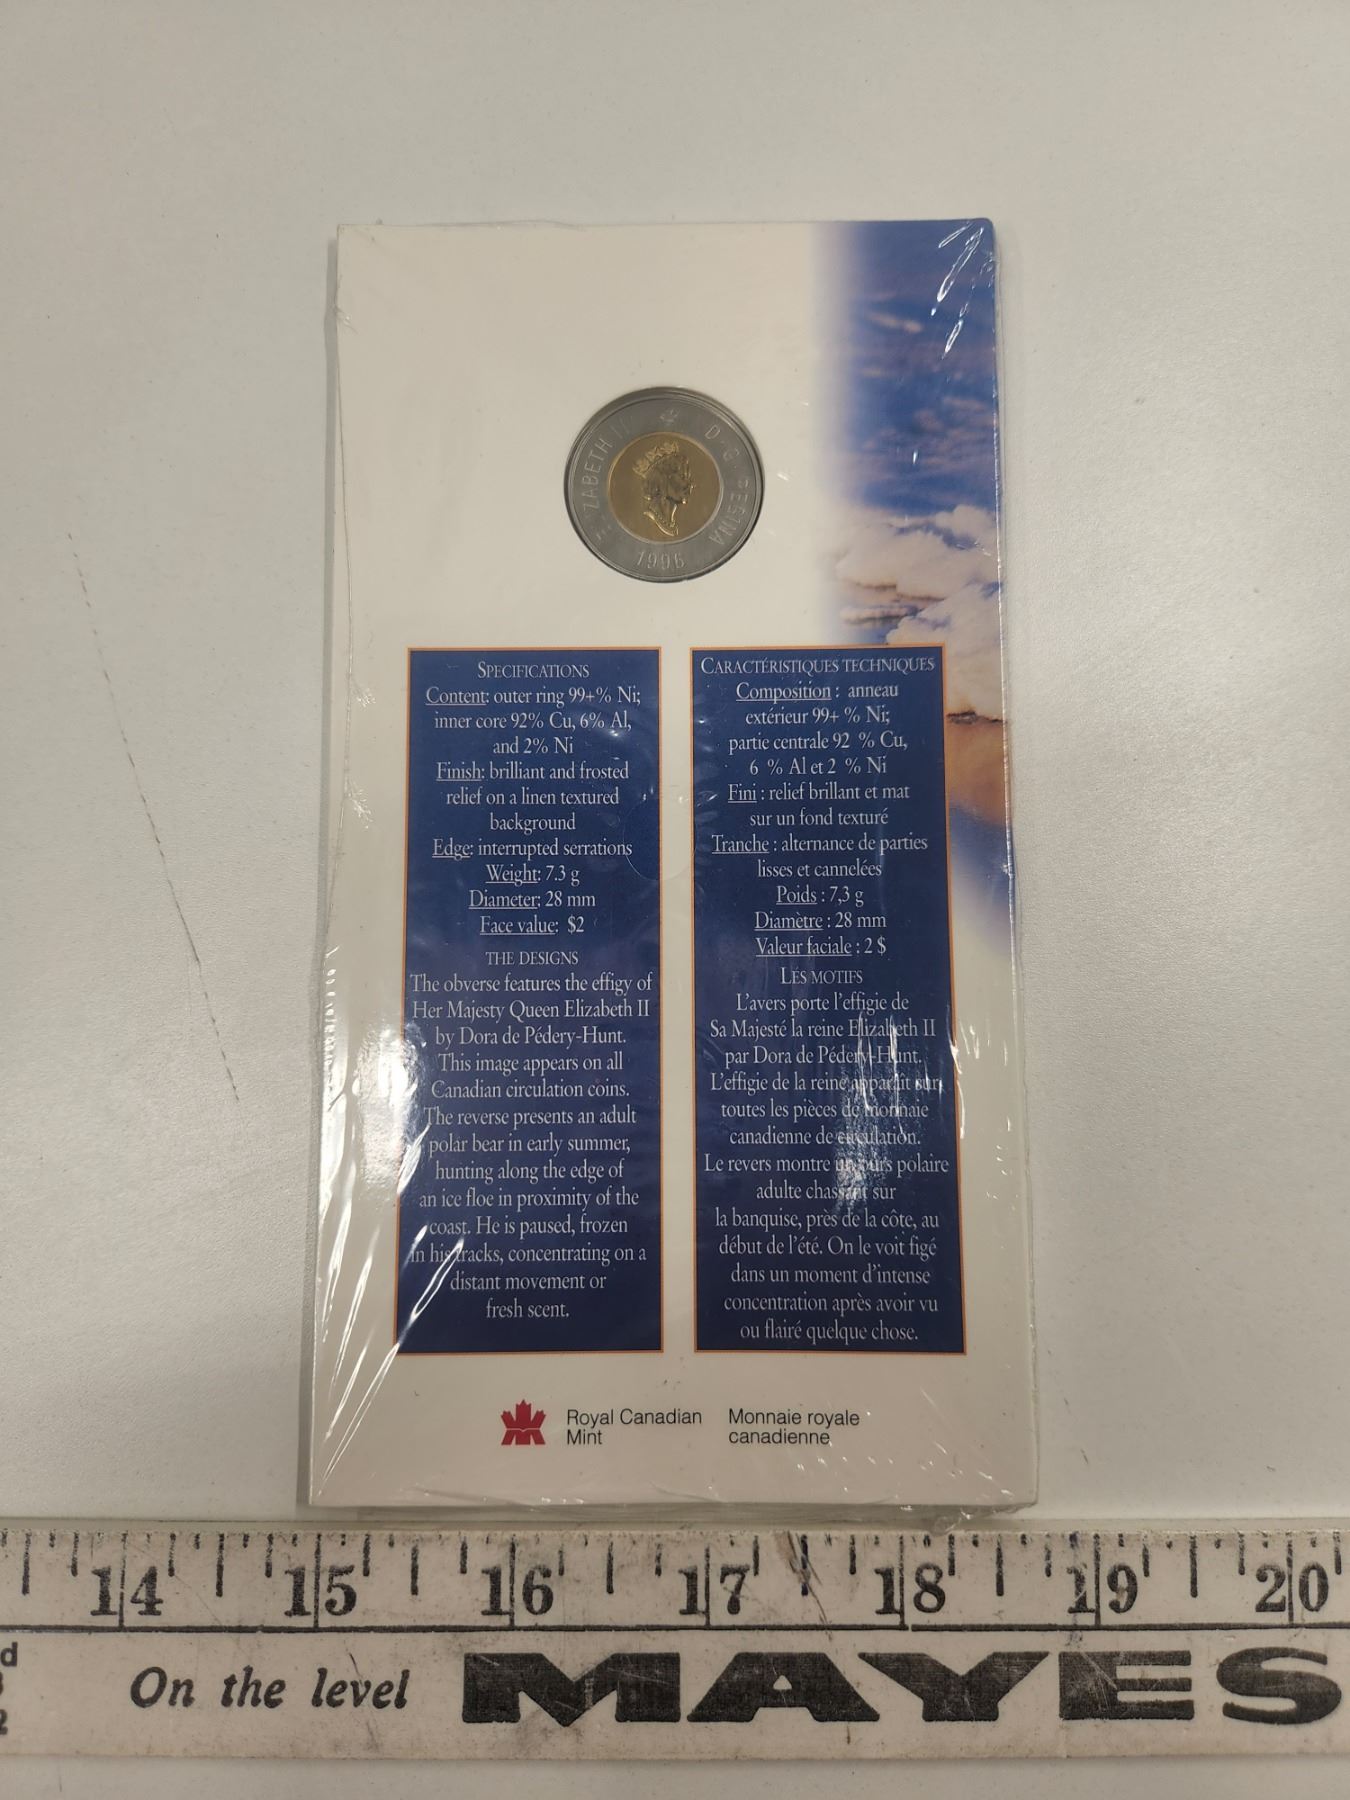 ELIZABETH II D·G·REGINA
1996
SPECIFICATIONS
Content: outer ring 99+% Ni;
inner core 92% Cu, 6% Al,
and 2% Ni
Finish: brilliant and frosted
relief on a linen textured
background
Edge: interrupted serrations
Weight: 7.3 g
Diameter: 28 mm
Face value: $2
THE DESIGNS
The obverse features the effigy of
Her Majesty Queen Elizabeth II
by Dora de Pédery-Hunt.
This image appears on all
Canadian circulation coins.
The reverse presents an adult
polar bear in early summer,
hunting along the edge of
an ice floe in proximity of the
coast. He is paused, frozen
in his tracks, concentrating on a
distant movement or
fresh scent.
CARACTÉRISTIQUES TECHNIQUES
Composition : anneau
extérieur 99+ % Ni;
partie centrale 92 % Cu,
6 % Al et 2 % Ni
Fini : relief brillant et mat
sur un fond texturé
Tranche : alternance de parties
lisses et cannelées
Poids : 7,3 g
Diamètre : 28 mm
Valeur faciale : 2 $
LES MOTIFS
L'avers porte l'effigie de
Sa Majesté la reine Elizabeth II
par Dora de Pédery-Hunt.
L'effigie de la reine apparaît sur
toutes les pièces de monnaie
canadienne de circulation.
Le revers montre un ours polaire
adulte chassant sur
la banquise, près de la côte, au
début de l'été. On le voit figé
dans un moment d'intense
concentration après avoir vu
ou flairé quelque chose.
Royal Canadian
Mint
Monnaie royale
canadienne
14 15 16 17 18 19 20
On the level MAYES